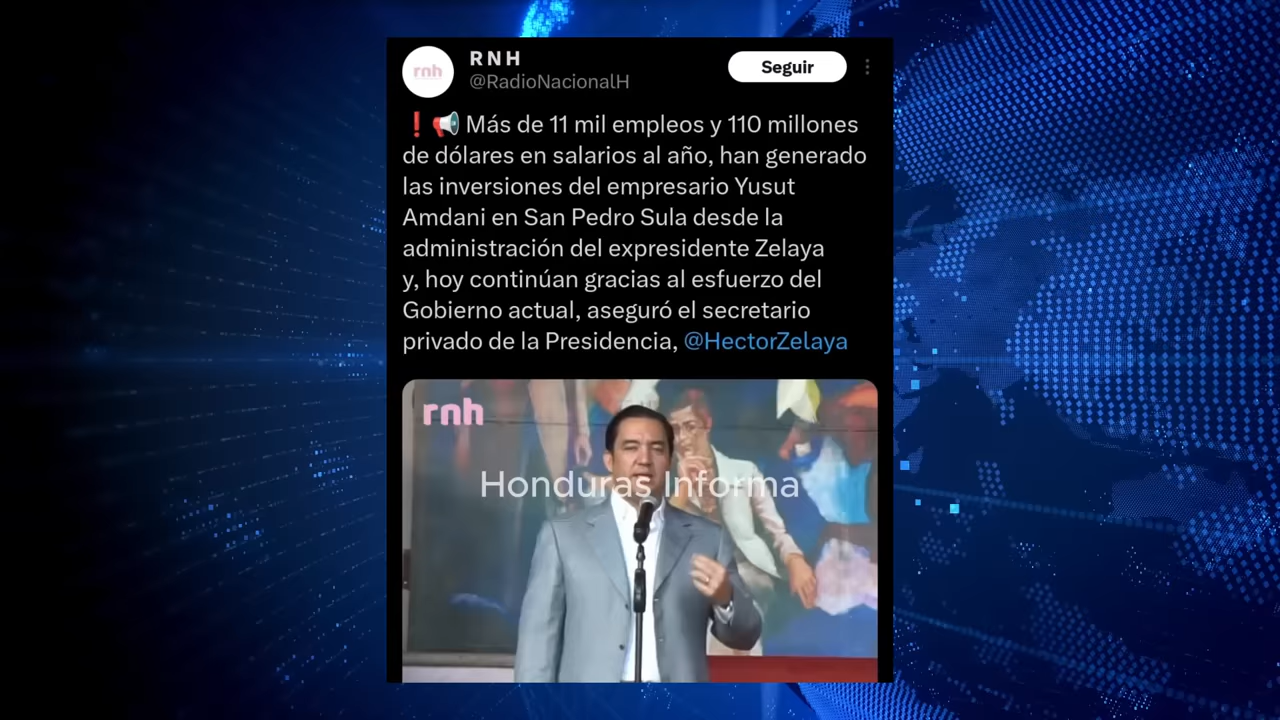 rnh
R N H
@RadioNacionalH
Seguir
❗📢 Más de 11 mil empleos y 110 millones
de dólares en salarios al año, han generado
las inversiones del empresario Yusut
Amdani en San Pedro Sula desde la
administración del expresidente Zelaya
y, hoy continúan gracias al esfuerzo del
Gobierno actual, aseguró el secretario
privado de la Presidencia, @HectorZelaya
rnh
Honduras Informa